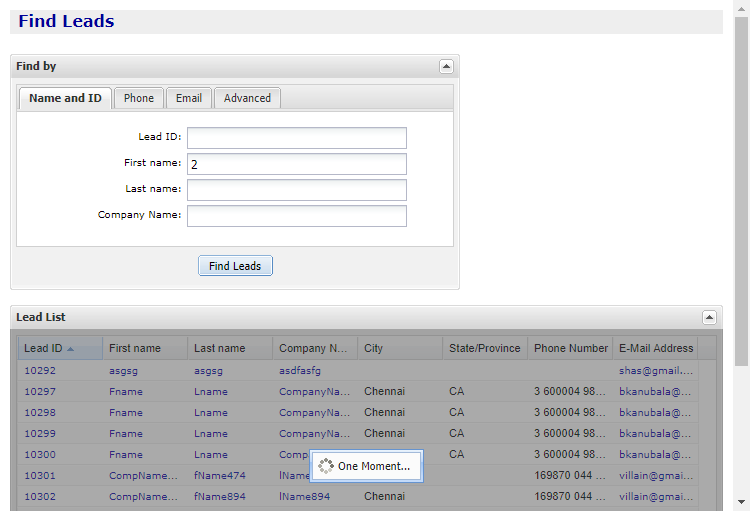 Find Leads
Find by
Name and ID Phone Email Advanced
Lead ID:
First name: 2
Last name:
Company Name:
Find Leads
Lead List
Lead ID First name Last name Company N... City State/Province Phone Number E-Mail Address
10292 asgsg asgsg asdfasfg shas@gmail....
10297 Fname Lname CompanyNa... Chennai CA 3 600004 98... bkanubala@...
10298 Fname Lname CompanyNa... Chennai CA 3 600004 98... bkanubala@...
10299 Fname Lname CompanyNa... Chennai CA 3 600004 98... bkanubala@...
10300 Fname Lname Chennai CA 3 600004 98... bkanubala@...
One Moment...
10301 CompName... fName474 169870 044 ... villain@gmai...
10302 CompName... fName894 lName894 Chennai 169870 044 ... villain@gmai...